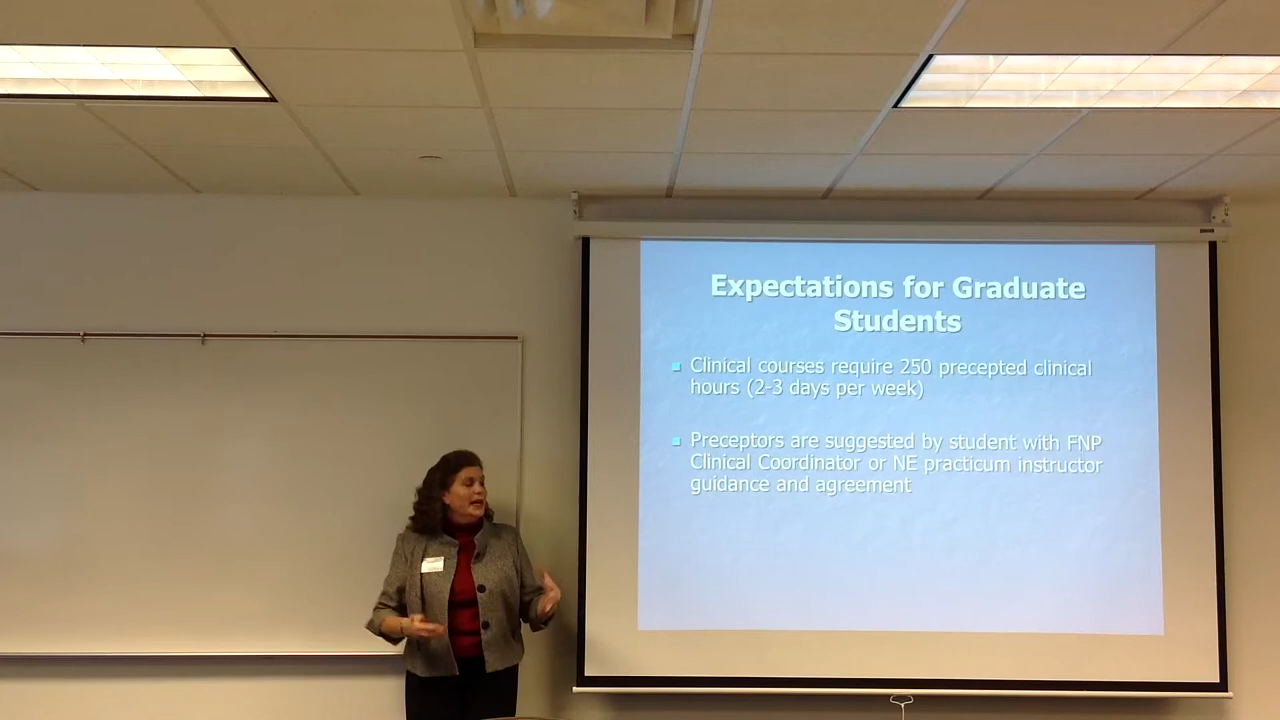 Expectations for Graduate
Students
Clinical courses require 250 precepted clinical
hours (2-3 days per week)
Preceptors are suggested by student with FNP
Clinical Coordinator or NE practicum instructor
guidance and agreement